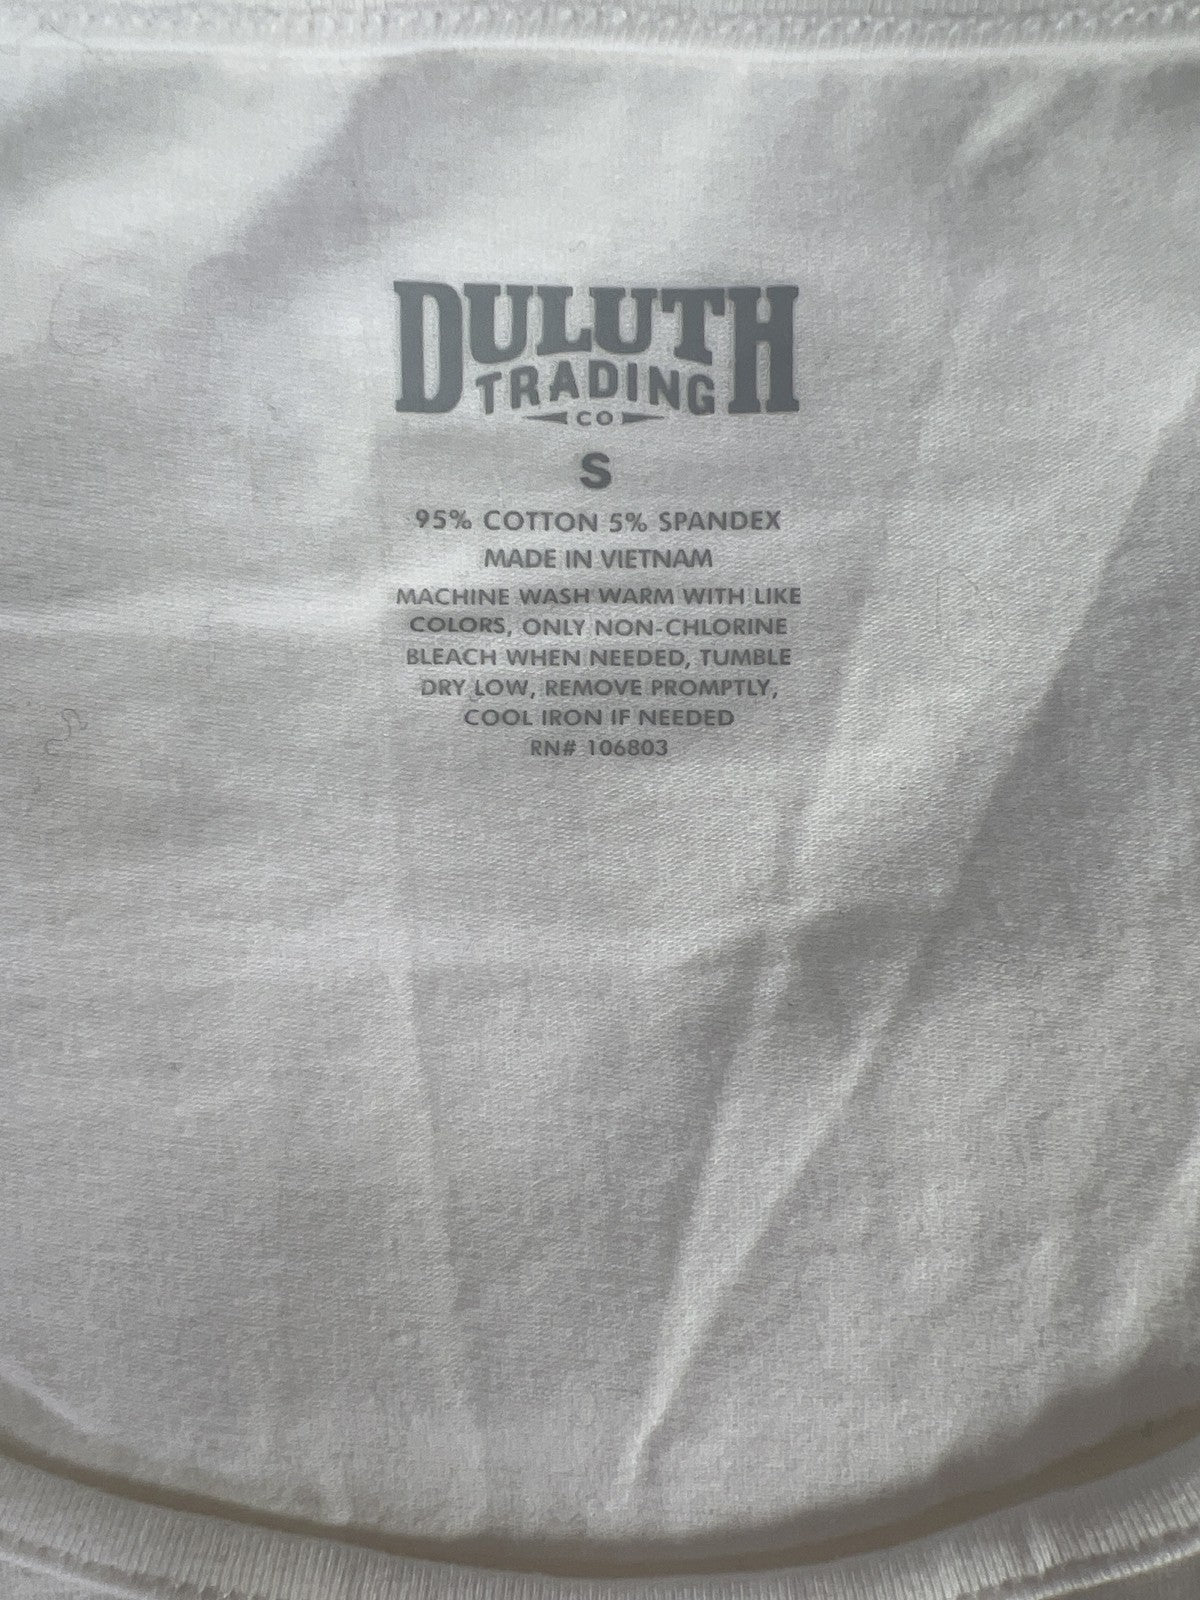 DULUTH
TRADING
CO
S
95% COTTON 5% SPANDEX
MADE IN VIETNAM
MACHINE WASH WARM WITH LIKE
COLORS, ONLY NON-CHLORINE
BLEACH WHEN NEEDED, TUMBLE
DRY LOW, REMOVE PROMPTLY,
COOL IRON IF NEEDED
RN# 106803